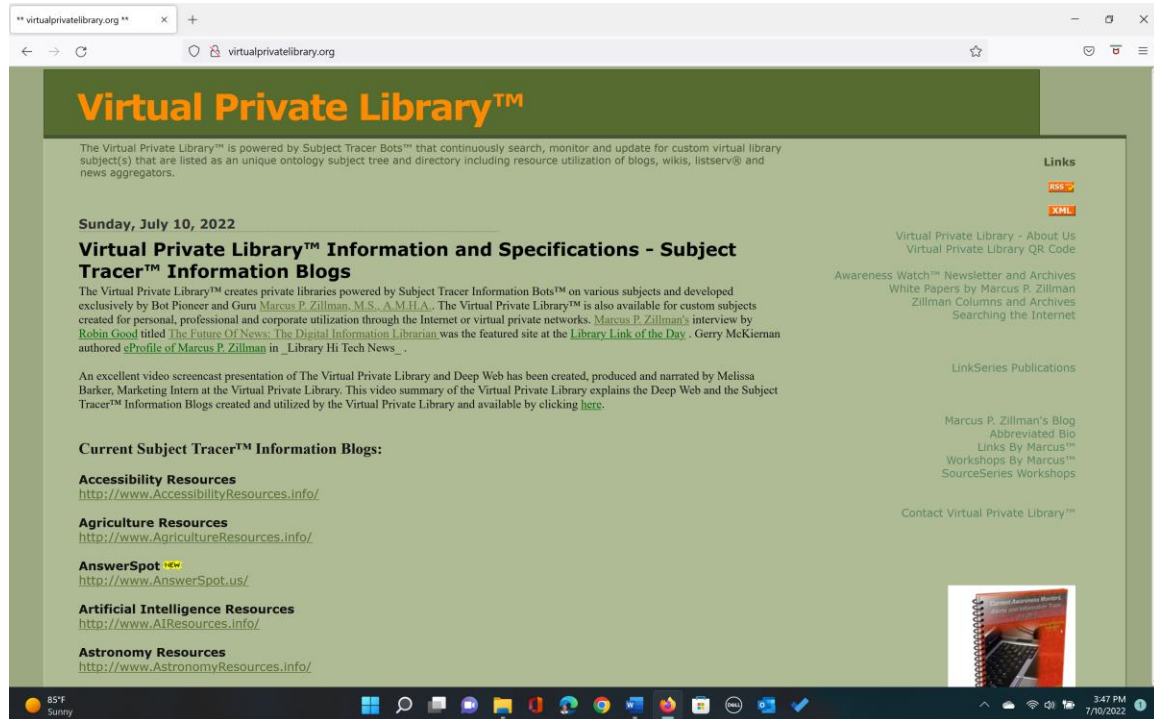 ** virtualprivatelibrary.org **
virtualprivatelibrary.org
Virtual Private Library™
The Virtual Private Library™ is powered by Subject Tracer Bots™ that continuously search, monitor and update for custom virtual library
subject(s) that are listed as an unique ontology subject tree and directory including resource utilization of blogs, wikis, listserv® and
news aggregators.
Sunday, July 10, 2022
Virtual Private Library™ Information and Specifications - Subject
Tracer™ Information Blogs
The Virtual Private Library™ creates private libraries powered by Subject Tracer Information Bots™ on various subjects and developed
exclusively by Bot Pioneer and Guru Marcus P. Zillman, M.S., A.M.H.A.. The Virtual Private Library™ is also available for custom subjects
created for personal, professional and corporate utilization through the Internet or virtual private networks. Marcus P. Zillman's interview by
Robin Good titled The Future Of News: The Digital Information Librarian was the featured site at the Library Link of the Day . Gerry McKiernan
authored eProfile of Marcus P. Zillman in _Library Hi Tech News_ .
An excellent video screencast presentation of The Virtual Private Library and Deep Web has been created, produced and narrated by Melissa
Barker, Marketing Intern at the Virtual Private Library. This video summary of the Virtual Private Library explains the Deep Web and the Subject
Tracer™ Information Blogs created and utilized by the Virtual Private Library and available by clicking here.
Current Subject Tracer™ Information Blogs:
Accessibility Resources
http://www.AccessibilityResources.info/
Agriculture Resources
http://www.AgricultureResources.info/
AnswerSpot NEW
http://www.AnswerSpot.us/
Artificial Intelligence Resources
http://www.AIResources.info/
Astronomy Resources
http://www.AstronomyResources.info/
Links
RSS
XML
Virtual Private Library - About Us
Virtual Private Library QR Code
Awareness Watch™ Newsletter and Archives
White Papers by Marcus P. Zillman
Zillman Columns and Archives
Searching the Internet
LinkSeries Publications
Marcus P. Zillman's Blog
Abbreviated Bio
Links By Marcus™
Workshops By Marcus™
SourceSeries Workshops
Contact Virtual Private Library™
Current Awareness Monitors,
85°F
Sunny
DELL
3:47 PM
7/10/2022
1